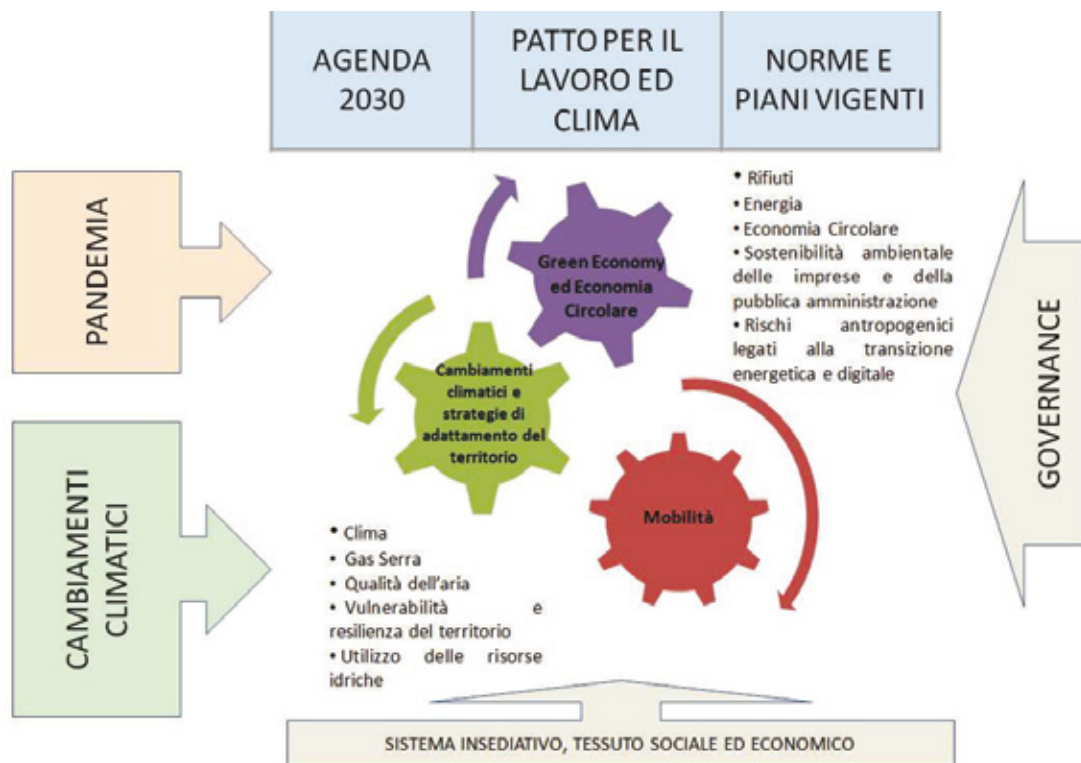 AGENDA
2030
PATTO PER IL
LAVORO ED
CLIMA
NORME E
PIANI VIGENTI
PANDEMIA
CAMBIAMENTI
CLIMATICI
Green Economy
ed Economia
Circolare
Cambiamenti
climatici e
strategie di
adattamento del
territorio
Mobilità
• Rifiuti
• Energia
• Economia Circolare
• Sostenibilità ambientale
delle imprese e della
pubblica amministrazione
• Rischi antropogenici
legati alla transizione
energetica e digitale
• Clima
• Gas Serra
• Qualità dell'aria
• Vulnerabilità e
resilienza del territorio
• Utilizzo delle risorse
idriche
GOVERNANCE
SISTEMA INSEDIATIVO, TESSUTO SOCIALE ED ECONOMICO